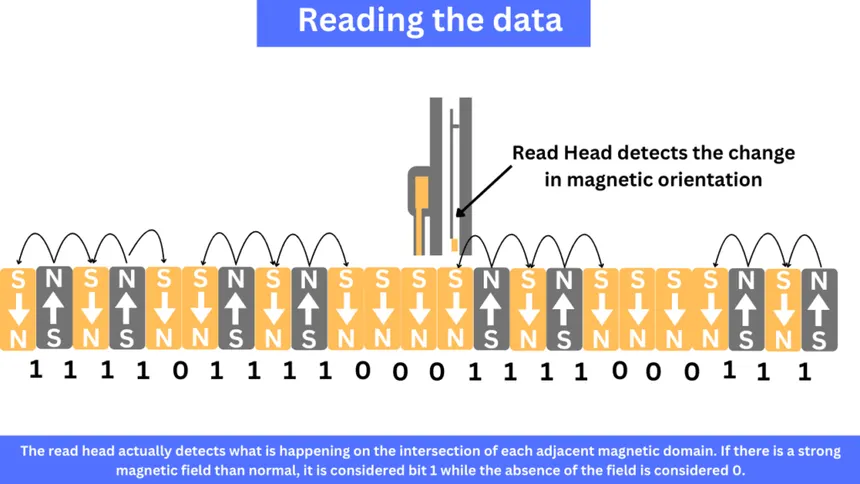 Reading the data
Read Head detects the change
in magnetic orientation
S N S N S S N S N S S S S N S N S S S S N S N
N S N S N N S N S N N N N S N S N N N N S N S
1 1 1 1 0 1 1 1 1 0 0 0 1 1 1 1 0 0 0 1 1 1
The read head actually detects what is happening on the intersection of each adjacent magnetic domain. If there is a strong
magnetic field than normal, it is considered bit 1 while the absence of the field is considered 0.